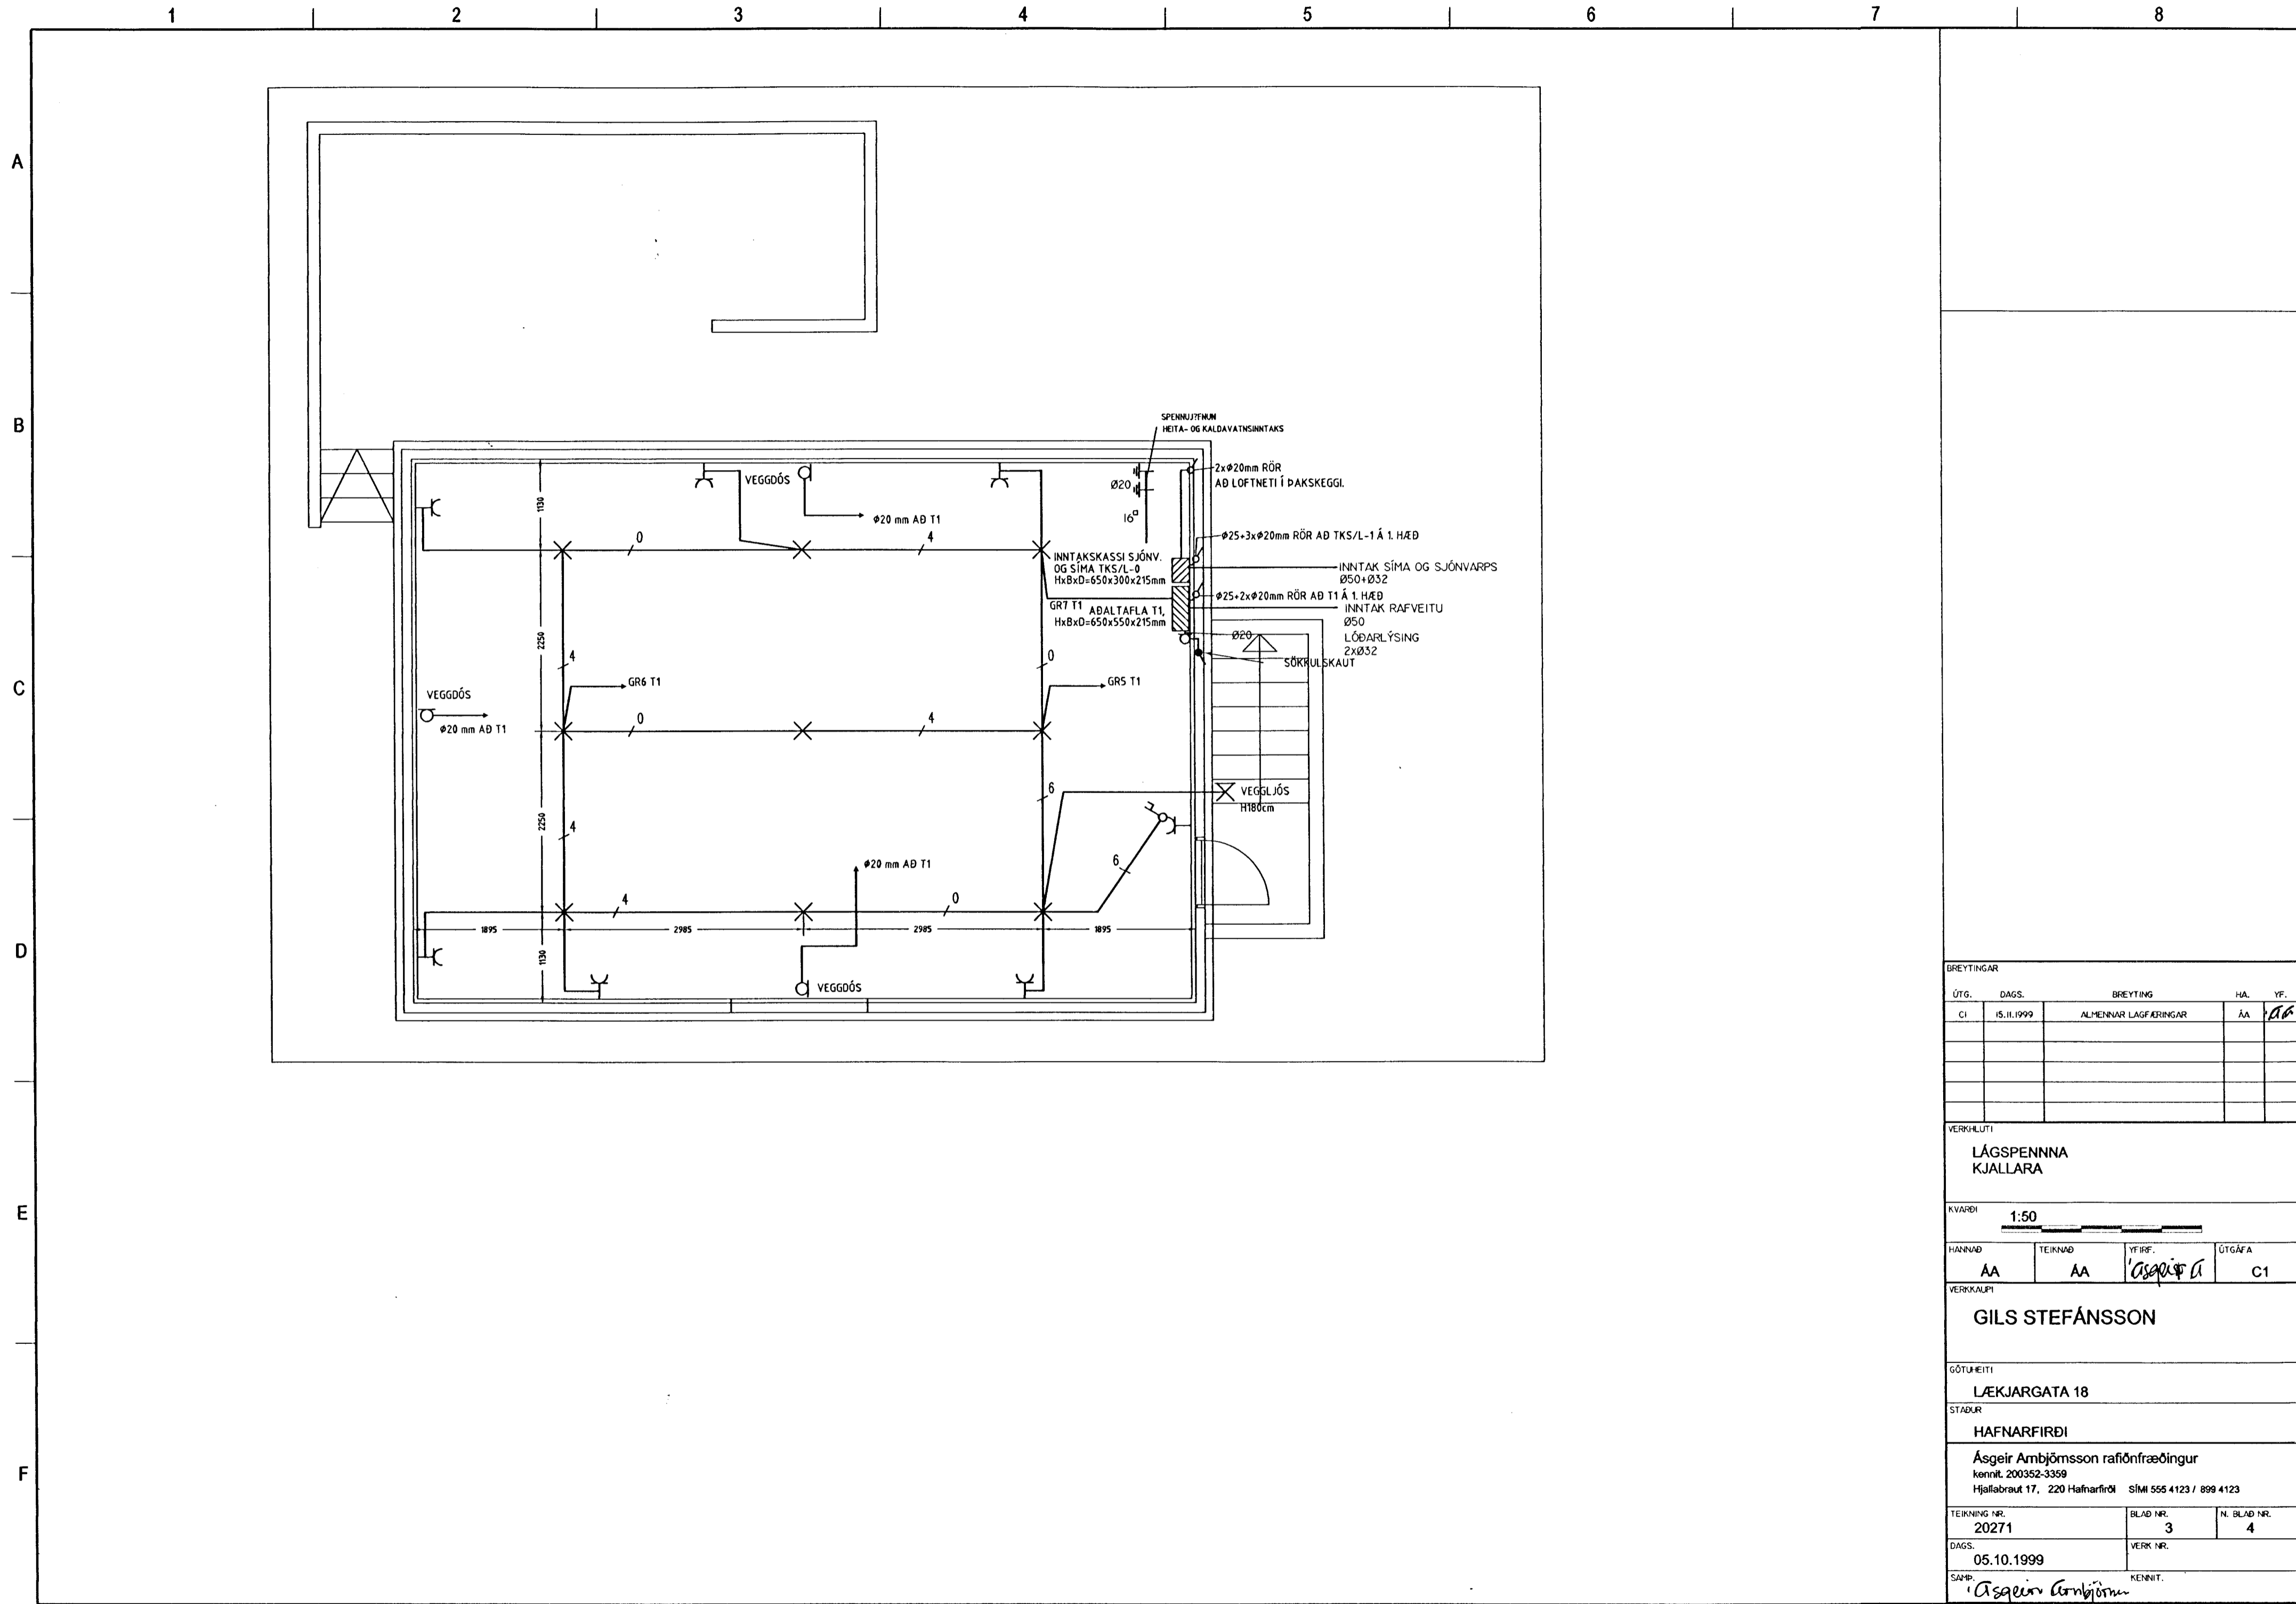 1 2 3 4 5 6 7 8
A
B
C
D
E
F
SPENNUJ?FNUN
HEITA- OG KALDAVATNSINNTAKS
2xø20mm RÖR
AÐ LOFTNETI Í ÞAKSKEGGI.
Ø20
16□
VEGGDÓS
ø20 mm AÐ T1
0
4
ø25+3xø20mm RÖR AÐ TKS/L-1 Á 1. HÆÐ
INNTAKSKASSI SJÓNV.
OG SÍMA TKS/L-0
HxBxD=650x300x215mm
INNTAK SÍMA OG SJÓNVARPS
Ø50+Ø32
ø25+2xø20mm RÖR AÐ T1 Á 1. HÆÐ
GR7 T1
AÐALTAFLA T1,
HxBxD=650x550x215mm
INNTAK RAFVEITU
Ø50
Ø20
LÓÐARLÝSING
2xØ32
SÖKKULSKAUT
1130
2250
2250
1130
4
0
GR6 T1
GR5 T1
VEGGDÓS
ø20 mm AÐ T1
0
4
6
VEGGLJÓS
H180cm
4
6
ø20 mm AÐ T1
4
0
1895
2985
2985
1895
VEGGDÓS
BREYTINGAR
ÚTG. DAGS. BREYTING HA. YF.
C1 15.11.1999 ALMENNAR LAGFÆRINGAR ÁA ÁA
VERKHLUTI
LÁGSPENNNA
KJALLARA
KVARÐI
1:50
HANNAÐ TEIKNAÐ YFIRF. ÚTGÁFA
ÁA ÁA Ásgeir Á C1
VERKKAUPI
GILS STEFÁNSSON
GÖTUHEITI
LÆKJARGATA 18
STAÐUR
HAFNARFIRÐI
Ásgeir Arnbjörnsson rafiðnfræðingur
kennit. 200352-3359
Hjallabraut 17, 220 Hafnarfirði SÍMI 555 4123 / 899 4123
TEIKNING NR. BLAÐ NR. N. BLAÐ NR.
20271 3 4
DAGS. VERK NR.
05.10.1999
SAMÞ. KENNIT.
Ásgeir Arnbjörnss